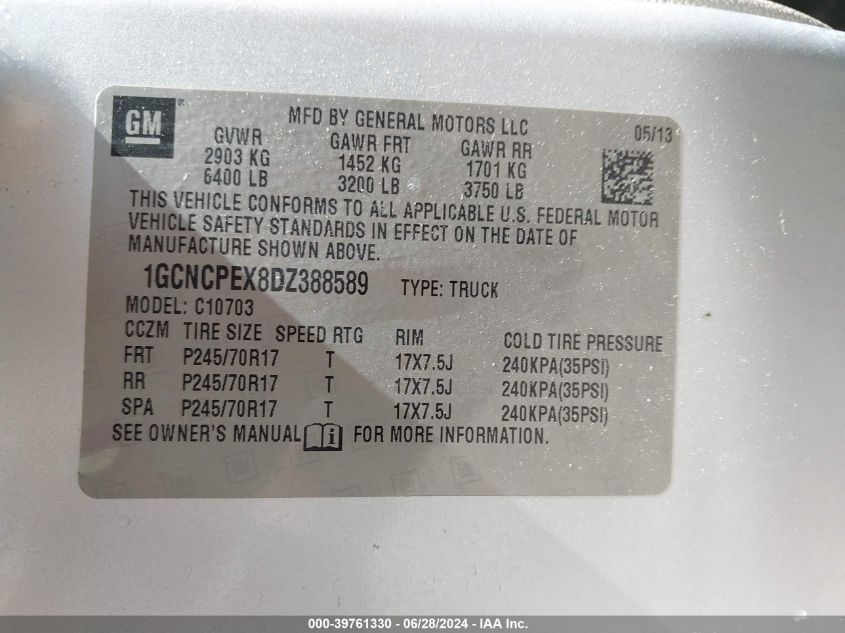 GM®
MFD BY GENERAL MOTORS LLC 05/13
GVWR GAWR FRT GAWR RR
2903 KG 1452 KG 1701 KG
6400 LB 3200 LB 3750 LB
THIS VEHICLE CONFORMS TO ALL APPLICABLE U.S. FEDERAL MOTOR
VEHICLE SAFETY STANDARDS IN EFFECT ON THE DATE OF
MANUFACTURE SHOWN ABOVE.
1GCNCPEX8DZ388589 TYPE: TRUCK
MODEL: C10703
CCZM TIRE SIZE SPEED RTG RIM COLD TIRE PRESSURE
FRT P245/70R17 T 17X7.5J 240KPA(35PSI)
RR P245/70R17 T 17X7.5J 240KPA(35PSI)
SPA P245/70R17 T 17X7.5J 240KPA(35PSI)
SEE OWNER'S MANUAL i FOR MORE INFORMATION.
000-39761330 - 06/28/2024 - IAA Inc.